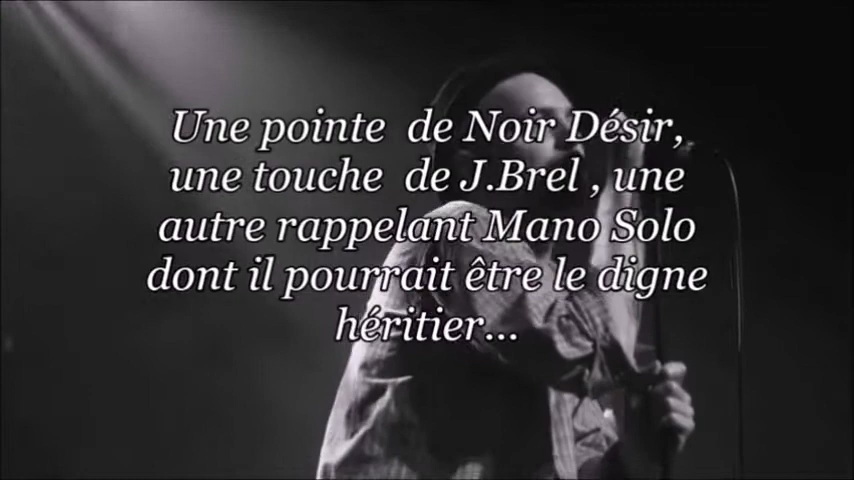 Une pointe de Noir Désir,
une touche de J.Brel , une
autre rappelant Mano Solo
dont il pourrait être le digne
héritier...